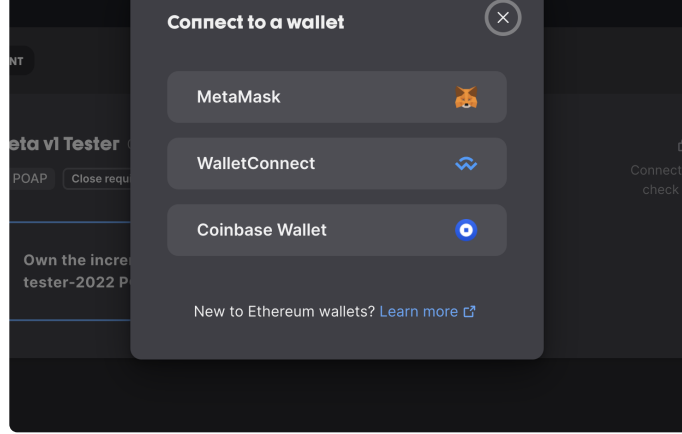 Connect to a wallet
NT
MetaMask
eta v1 Tester
WalletConnect
Connect
POAP
Close requ
check
Coinbase Wallet
Own the incre
tester-2022 P
New to Ethereum wallets? Learn more